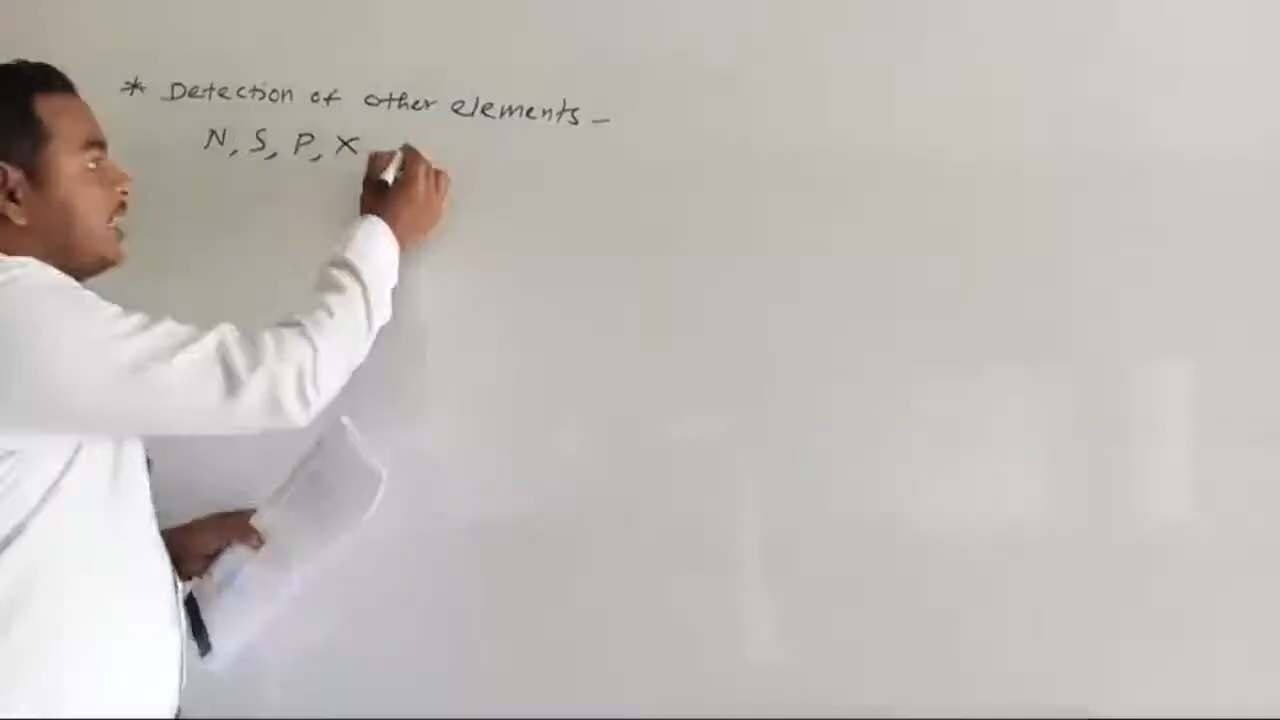 * Detection of other elements -
N, S, P, X